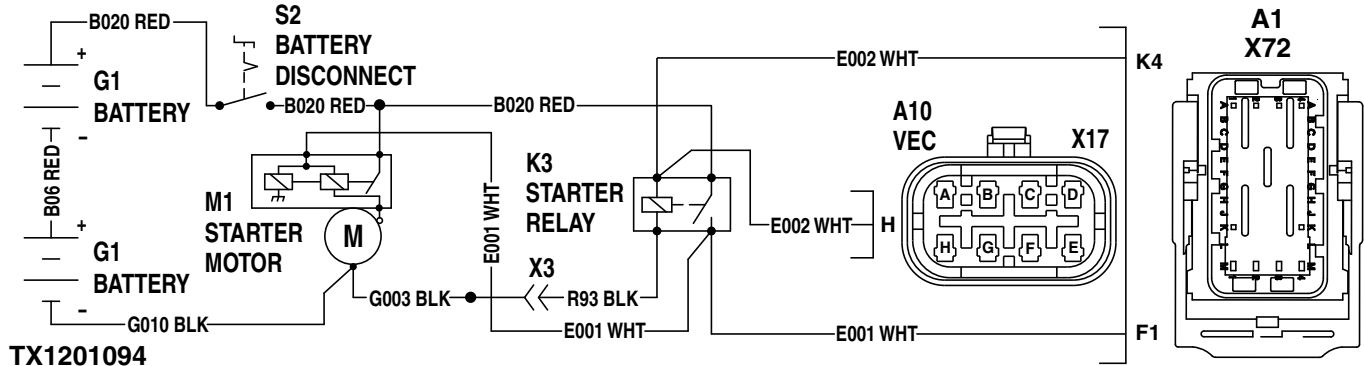 B020 RED
S2
BATTERY
DISCONNECT
+
G1
BATTERY
-
B06 RED
+
G1
BATTERY
-
B020 RED
B020 RED
M1
STARTER
MOTOR
M
E001 WHT
G003 BLK
G010 BLK
K3
STARTER
RELAY
X3
R93 BLK
E001 WHT
E002 WHT
K4
E002 WHT
H
A10
VEC
X17
A
B
C
D
H
G
F
E
E001 WHT
F1
A1
X72
A
B
C
D
E
F
G
H
J
K
L
M
A
B
C
D
E
F
G
H
J
K
L
M
TX1201094